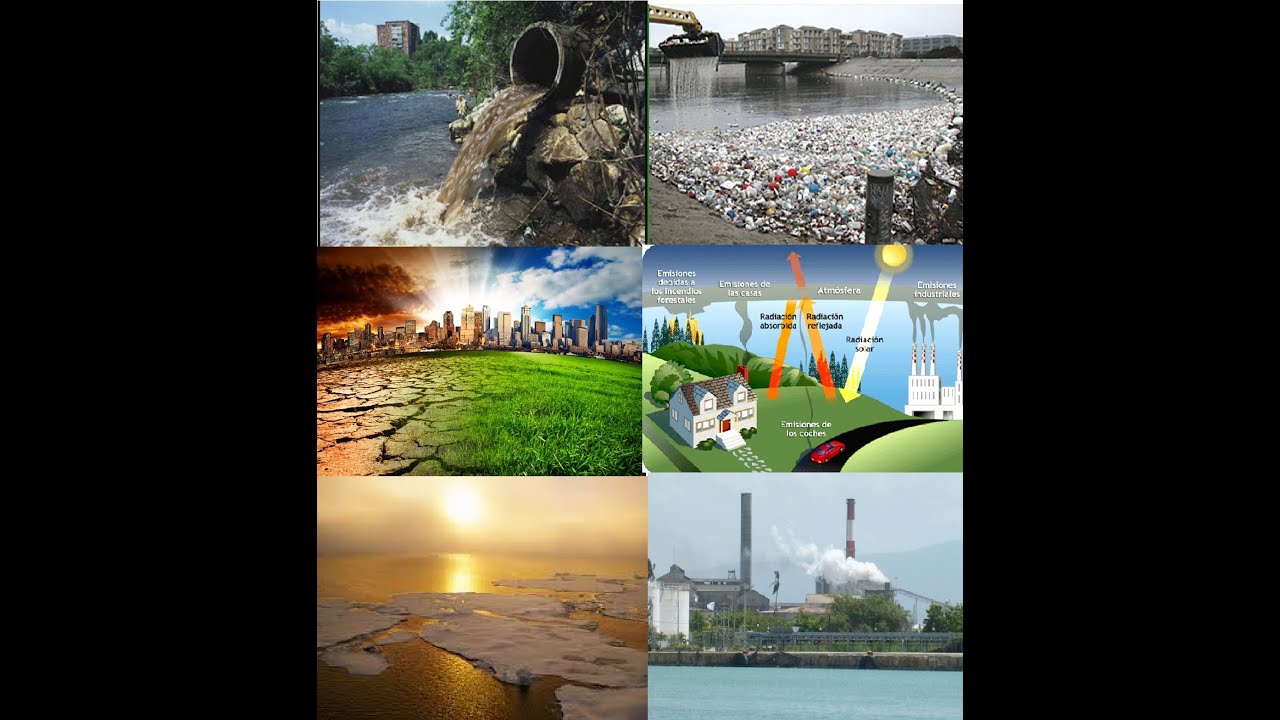 Emisiones
debidas a
los incendios
forestales
Emisiones de
las casas
Atmósfera
Emisiones
industriales
Radiación
absorbida
Radiación
reflejada
Radiación
solar
Emisiones de
los coches